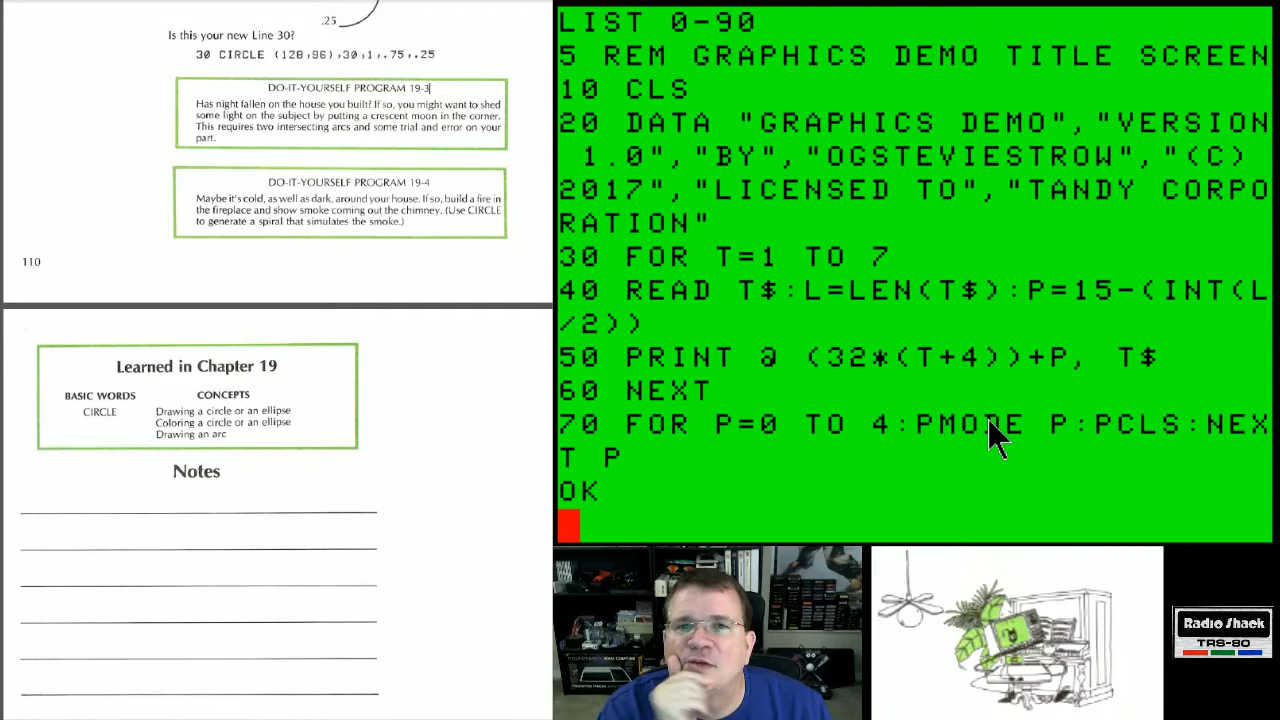 .25
Is this your new Line 30?
30 CIRCLE (128,96),30,1,.75,.25
DO-IT-YOURSELF PROGRAM 19-3
Has night fallen on the house you built? If so, you might want to shed
some light on the subject by putting a crescent moon in the corner.
This requires two intersecting arcs and some trial and error on your
part.
DO-IT-YOURSELF PROGRAM 19-4
Maybe it's cold, as well as dark, around your house. If so, build a fire in
the fireplace and show smoke coming out the chimney. (Use CIRCLE
to generate a spiral that simulates the smoke.)
110
Learned in Chapter 19
BASIC WORDS CONCEPTS
CIRCLE Drawing a circle or an ellipse
Coloring a circle or an ellipse
Drawing an arc
Notes
LIST 0-90
5 REM GRAPHICS DEMO TITLE SCREEN
10 CLS
20 DATA "GRAPHICS DEMO","VERSION
1.0","BY","OGSTEVIESTROW","(C)
2017","LICENSED TO","TANDY CORPO
RATION"
30 FOR T=1 TO 7
40 READ T$:L=LEN(T$):P=15-(INT(L
/2))
50 PRINT @ (32*(T+4))+P, T$
60 NEXT
70 FOR P=0 TO 4:PMODE P:PCLS:NEX
T P
OK
Radio Shack
TRS-80